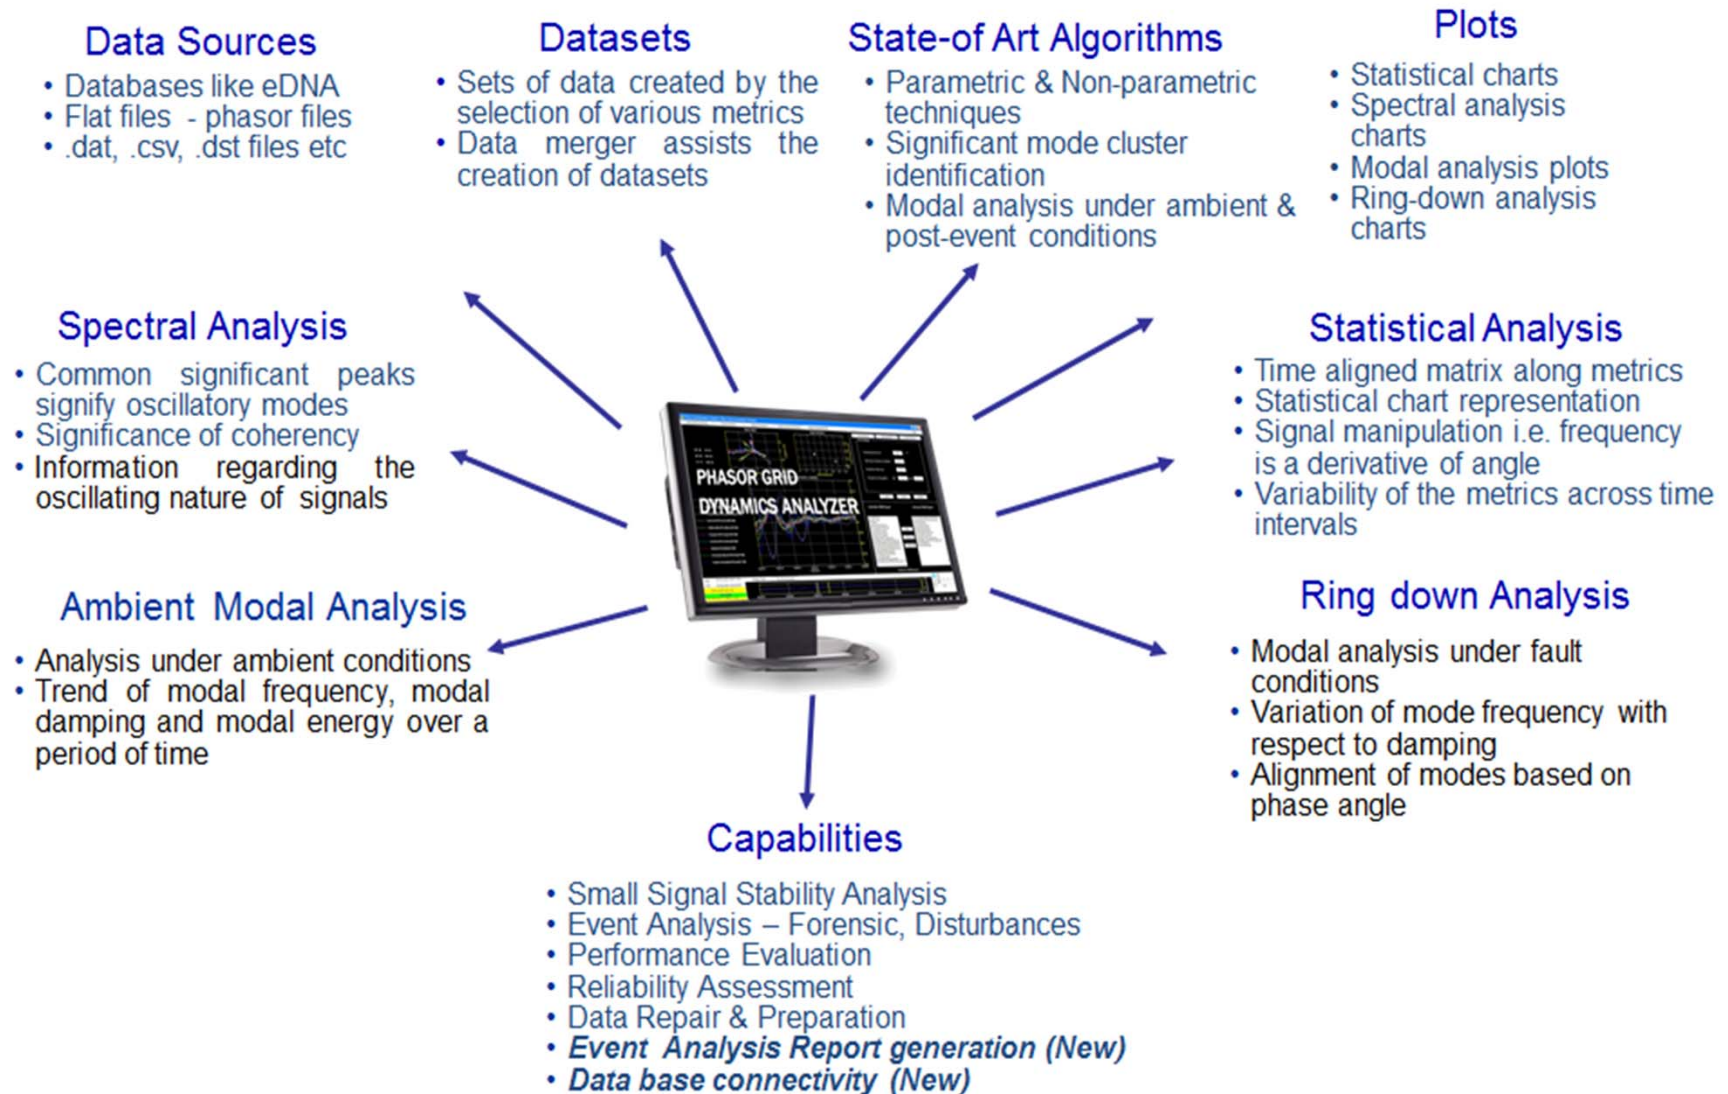 Data Sources
• Databases like eDNA
• Flat files - phasor files
• .dat, .csv, .dst files etc
Datasets
• Sets of data created by the
selection of various metrics
• Data merger assists the
creation of datasets
State-of Art Algorithms
• Parametric & Non-parametric
techniques
• Significant mode cluster
identification
• Modal analysis under ambient &
post-event conditions
Plots
• Statistical charts
• Spectral analysis
charts
• Modal analysis plots
• Ring-down analysis
charts
Spectral Analysis
• Common significant peaks
signify oscillatory modes
• Significance of coherency
• Information regarding the
oscillating nature of signals
PHASOR GRID
DYNAMICS ANALYZER
Statistical Analysis
• Time aligned matrix along metrics
• Statistical chart representation
• Signal manipulation i.e. frequency
is a derivative of angle
• Variability of the metrics across time
intervals
Ambient Modal Analysis
• Analysis under ambient conditions
• Trend of modal frequency, modal
damping and modal energy over a
period of time
Ring down Analysis
• Modal analysis under fault
conditions
• Variation of mode frequency with
respect to damping
• Alignment of modes based on
phase angle
Capabilities
• Small Signal Stability Analysis
• Event Analysis – Forensic, Disturbances
• Performance Evaluation
• Reliability Assessment
• Data Repair & Preparation
• Event Analysis Report generation (New)
• Data base connectivity (New)